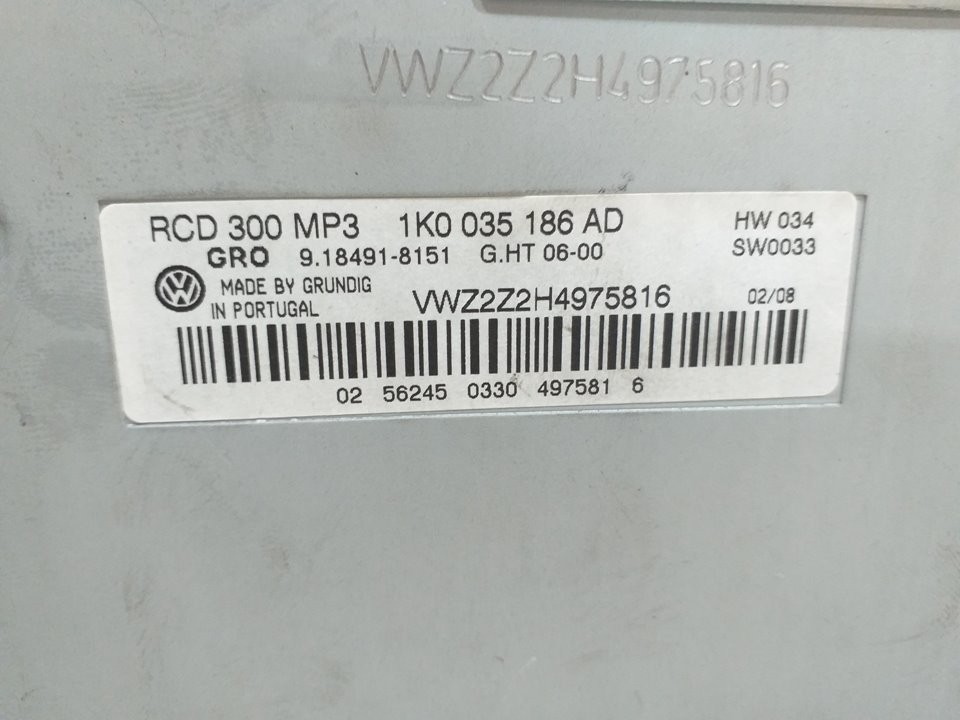 VWZ2Z2H4975816
RCD 300 MP3 1K0 035 186 AD HW 034
GRO 9.18491-8151 G.HT 06-00 SW0033
MADE BY GRUNDIG
IN PORTUGAL VWZ2Z2H4975816 02/08
02 56245 0330 497581 6